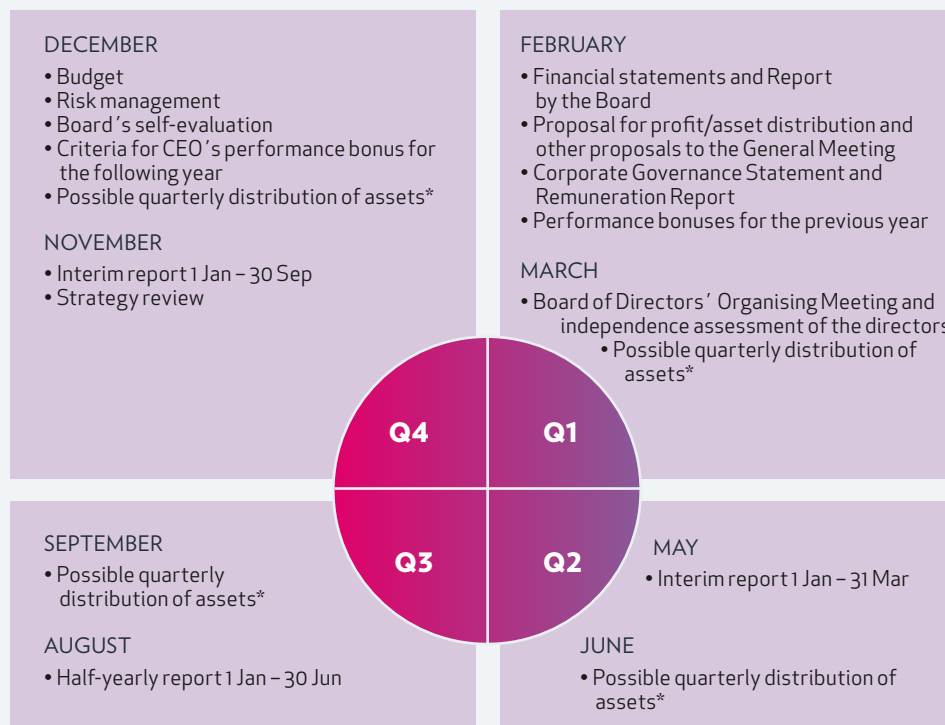 DECEMBER
• Budget
• Risk management
• Board´s self-evaluation
• Criteria for CEO´s performance bonus for
the following year
• Possible quarterly distribution of assets*
NOVEMBER
• Interim report 1 Jan – 30 Sep
• Strategy review
FEBRUARY
• Financial statements and Report
by the Board
• Proposal for profit/asset distribution and
other proposals to the General Meeting
• Corporate Governance Statement and
Remuneration Report
• Performance bonuses for the previous year
MARCH
• Board of Directors´ Organising Meeting and
independence assessment of the directors
• Possible quarterly distribution of
assets*
Q4
Q1
Q3
Q2
SEPTEMBER
• Possible quarterly
distribution of assets*
AUGUST
• Half-yearly report 1 Jan – 30 Jun
MAY
• Interim report 1 Jan – 31 Mar
JUNE
• Possible quarterly distribution of
assets*